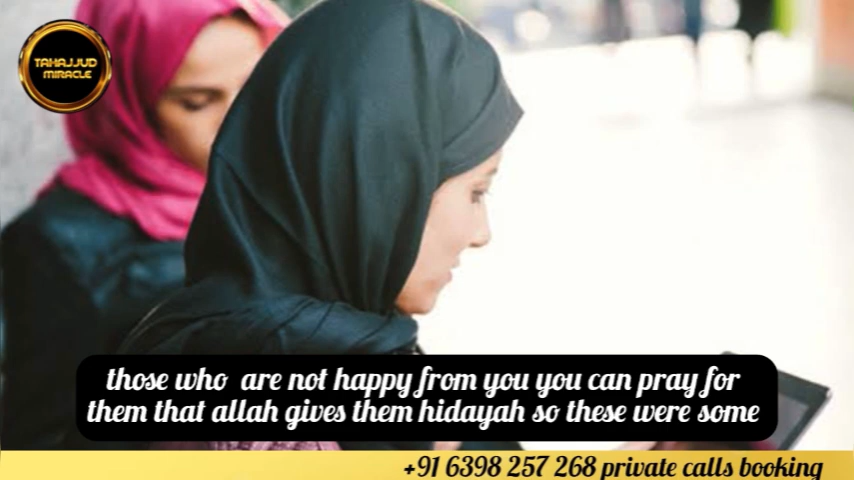 TAHAJJUD
MIRACLE
those who are not happy from you you can pray for
them that allah gives them hidayah so these were some
+91 6398 257 268 private calls booking